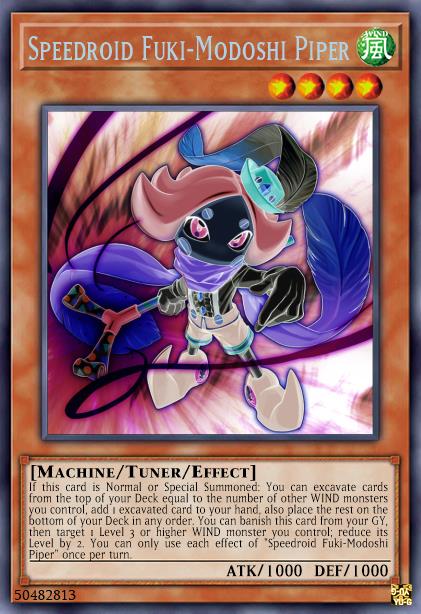 SPEEDROID FUKI-MODOSHI PIPER
WIND
風
[MACHINE/TUNER/EFFECT]
If this card is Normal or Special Summoned: You can excavate cards
from the top of your Deck equal to the number of other WIND monsters
you control, add 1 excavated card to your hand, also place the rest on the
bottom of your Deck in any order. You can banish this card from your GY,
then target 1 Level 3 or higher WIND monster you control; reduce its
Level by 2. You can only use each effect of "Speedroid Fuki-Modoshi
Piper" once per turn.
ATK/1000 DEF/1000
50482813